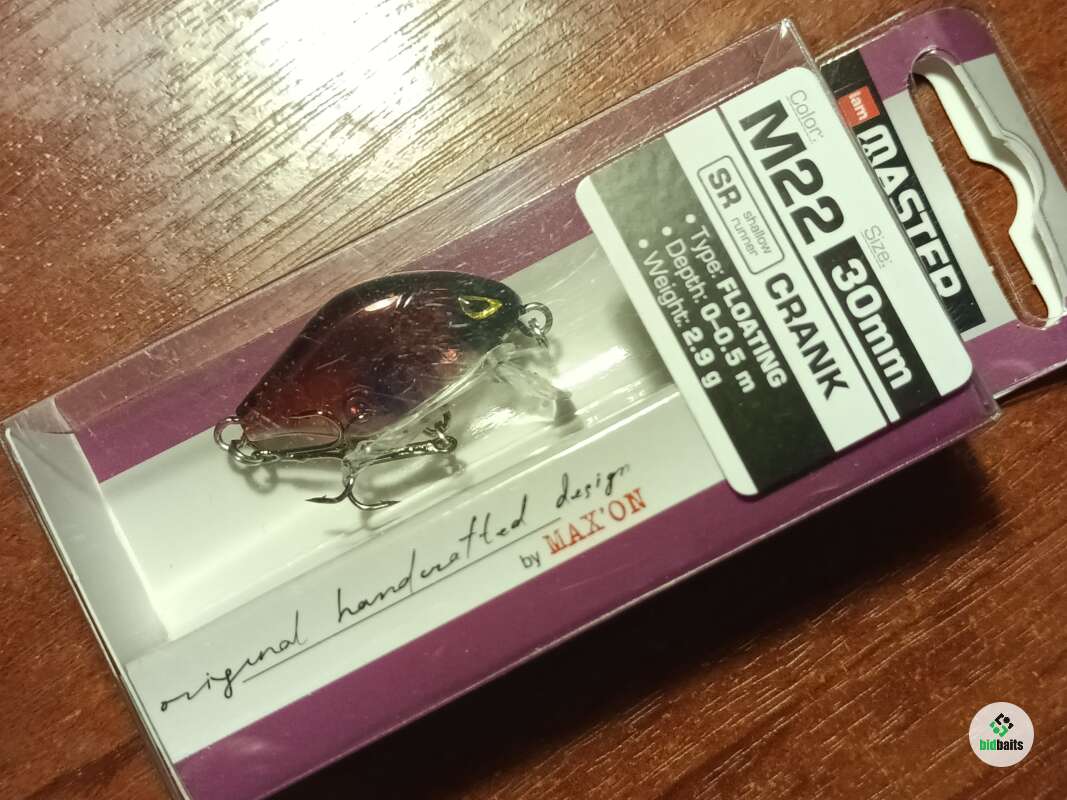 Iam
MASTER
Color:
Size:
M22 30mm
SR shallow
runner
CRANK
• Type: FLOATING
• Depth: 0-0.5 m
• Weight: 2.9 g
original handcrafted design
by MAX'ON
bidbaits